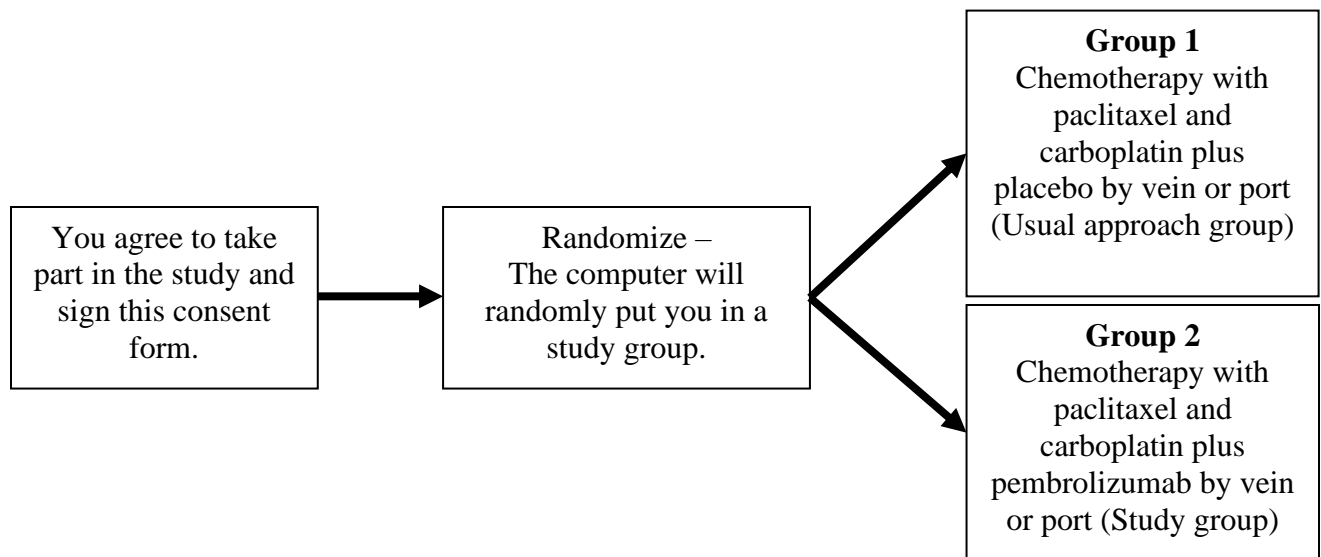 You agree to take
part in the study and
sign this consent
form.
Randomize –
The computer will
randomly put you in a
study group.
Group 1
Chemotherapy with
paclitaxel and
carboplatin plus
placebo by vein or port
(Usual approach group)
Group 2
Chemotherapy with
paclitaxel and
carboplatin plus
pembrolizumab by vein
or port (Study group)